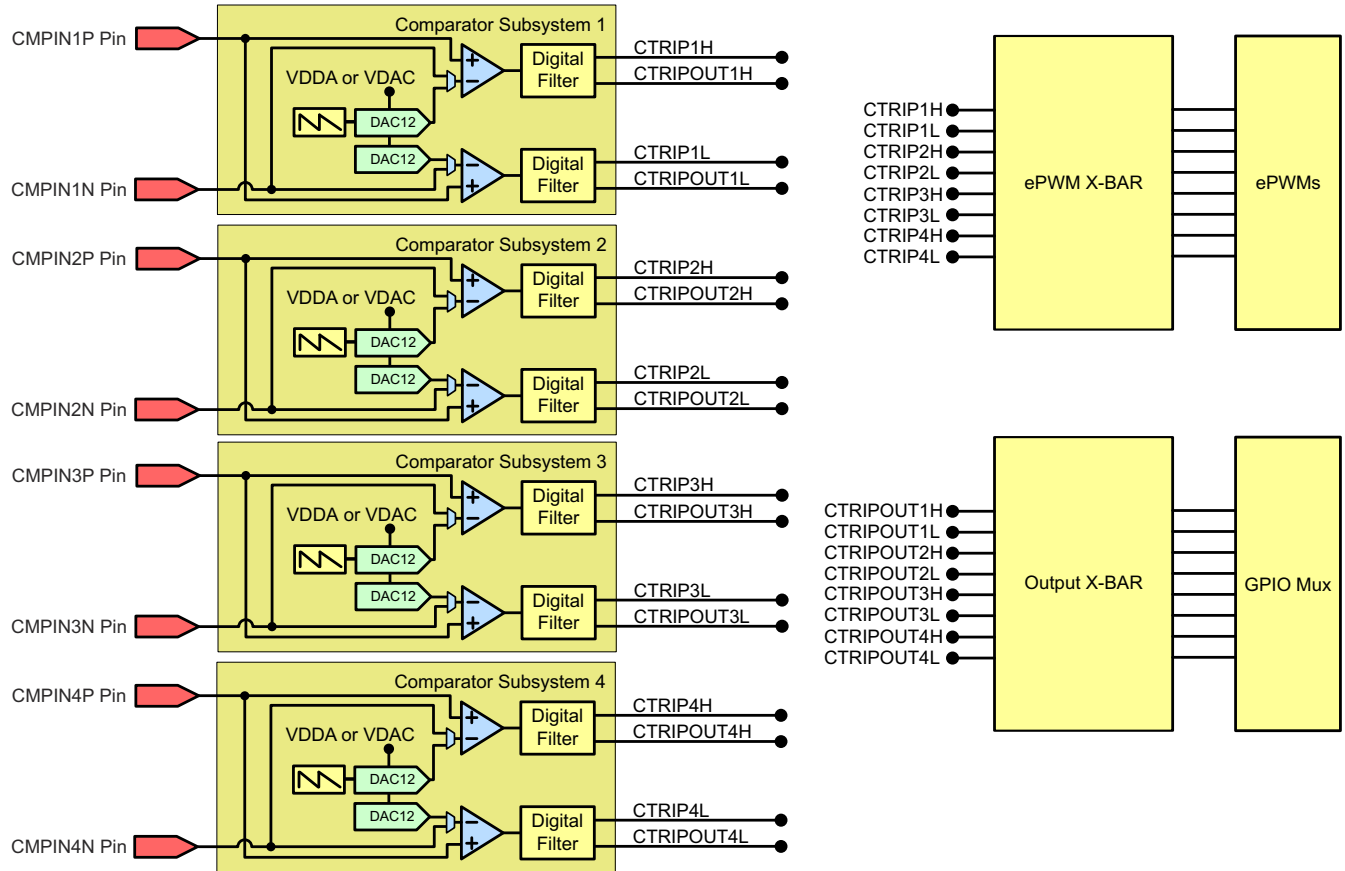 Comparator Subsystem 1
CMPIN1P Pin
VDDA or VDAC
DAC12
DAC12
+
−
−
+
Digital
Filter
Digital
Filter
CTRIP1H
CTRIPOUT1H
CTRIP1L
CTRIPOUT1L
CMPIN1N Pin
Comparator Subsystem 2
CMPIN2P Pin
VDDA or VDAC
DAC12
DAC12
+
−
−
+
Digital
Filter
Digital
Filter
CTRIP2H
CTRIPOUT2H
CTRIP2L
CTRIPOUT2L
CMPIN2N Pin
Comparator Subsystem 3
CMPIN3P Pin
VDDA or VDAC
DAC12
DAC12
+
−
−
+
Digital
Filter
Digital
Filter
CTRIP3H
CTRIPOUT3H
CTRIP3L
CTRIPOUT3L
CMPIN3N Pin
Comparator Subsystem 4
CMPIN4P Pin
VDDA or VDAC
DAC12
DAC12
+
−
−
+
Digital
Filter
Digital
Filter
CTRIP4H
CTRIPOUT4H
CTRIP4L
CTRIPOUT4L
CMPIN4N Pin
CTRIP1H
CTRIP1L
CTRIP2H
CTRIP2L
CTRIP3H
CTRIP3L
CTRIP4H
CTRIP4L
ePWM X-BAR
ePWMs
CTRIPOUT1H
CTRIPOUT1L
CTRIPOUT2H
CTRIPOUT2L
CTRIPOUT3H
CTRIPOUT3L
CTRIPOUT4H
CTRIPOUT4L
Output X-BAR
GPIO Mux